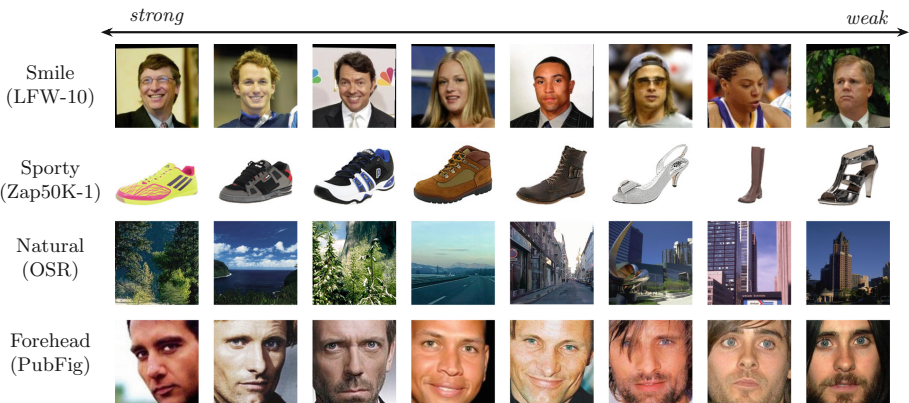 strong
weak
Smile
(LFW-10)
Sporty
(Zap50K-1)
Natural
(OSR)
Forehead
(PubFig)